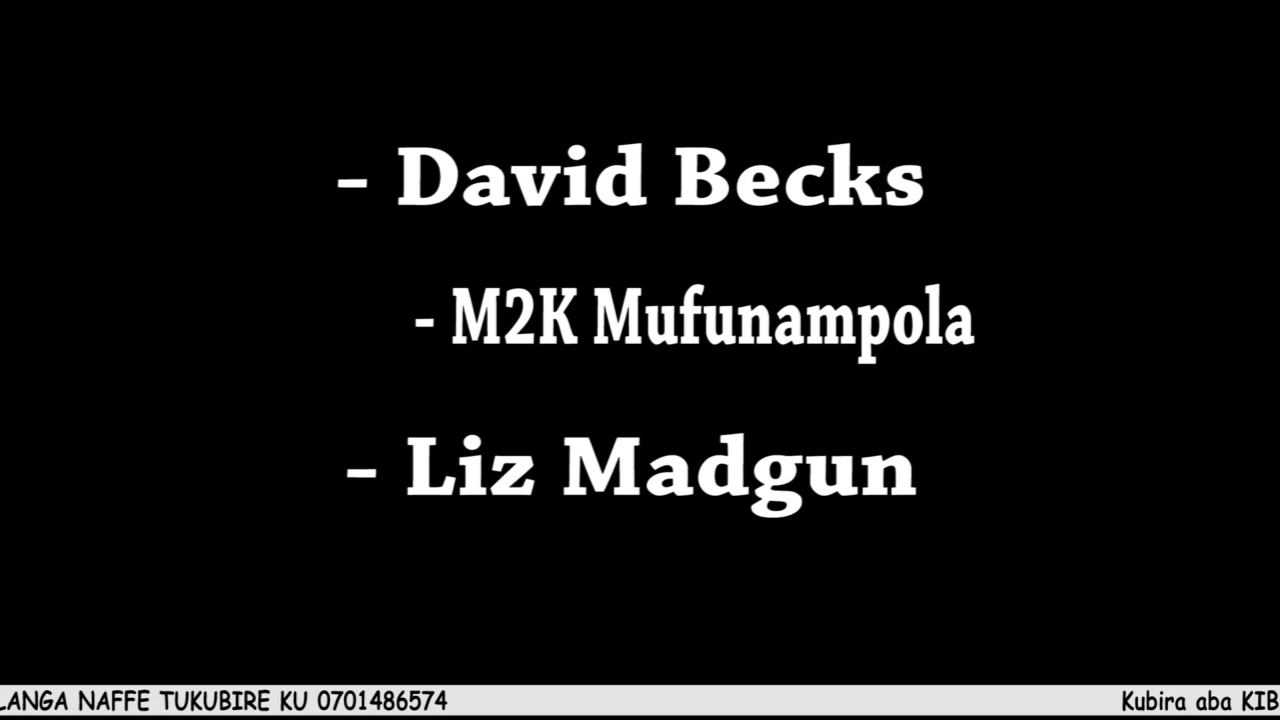 - David Becks
- M2K Mufunampola
- Liz Madgun
LANGA NAFFE TUKUBIRE KU 0701486574 Kubira aba KIB